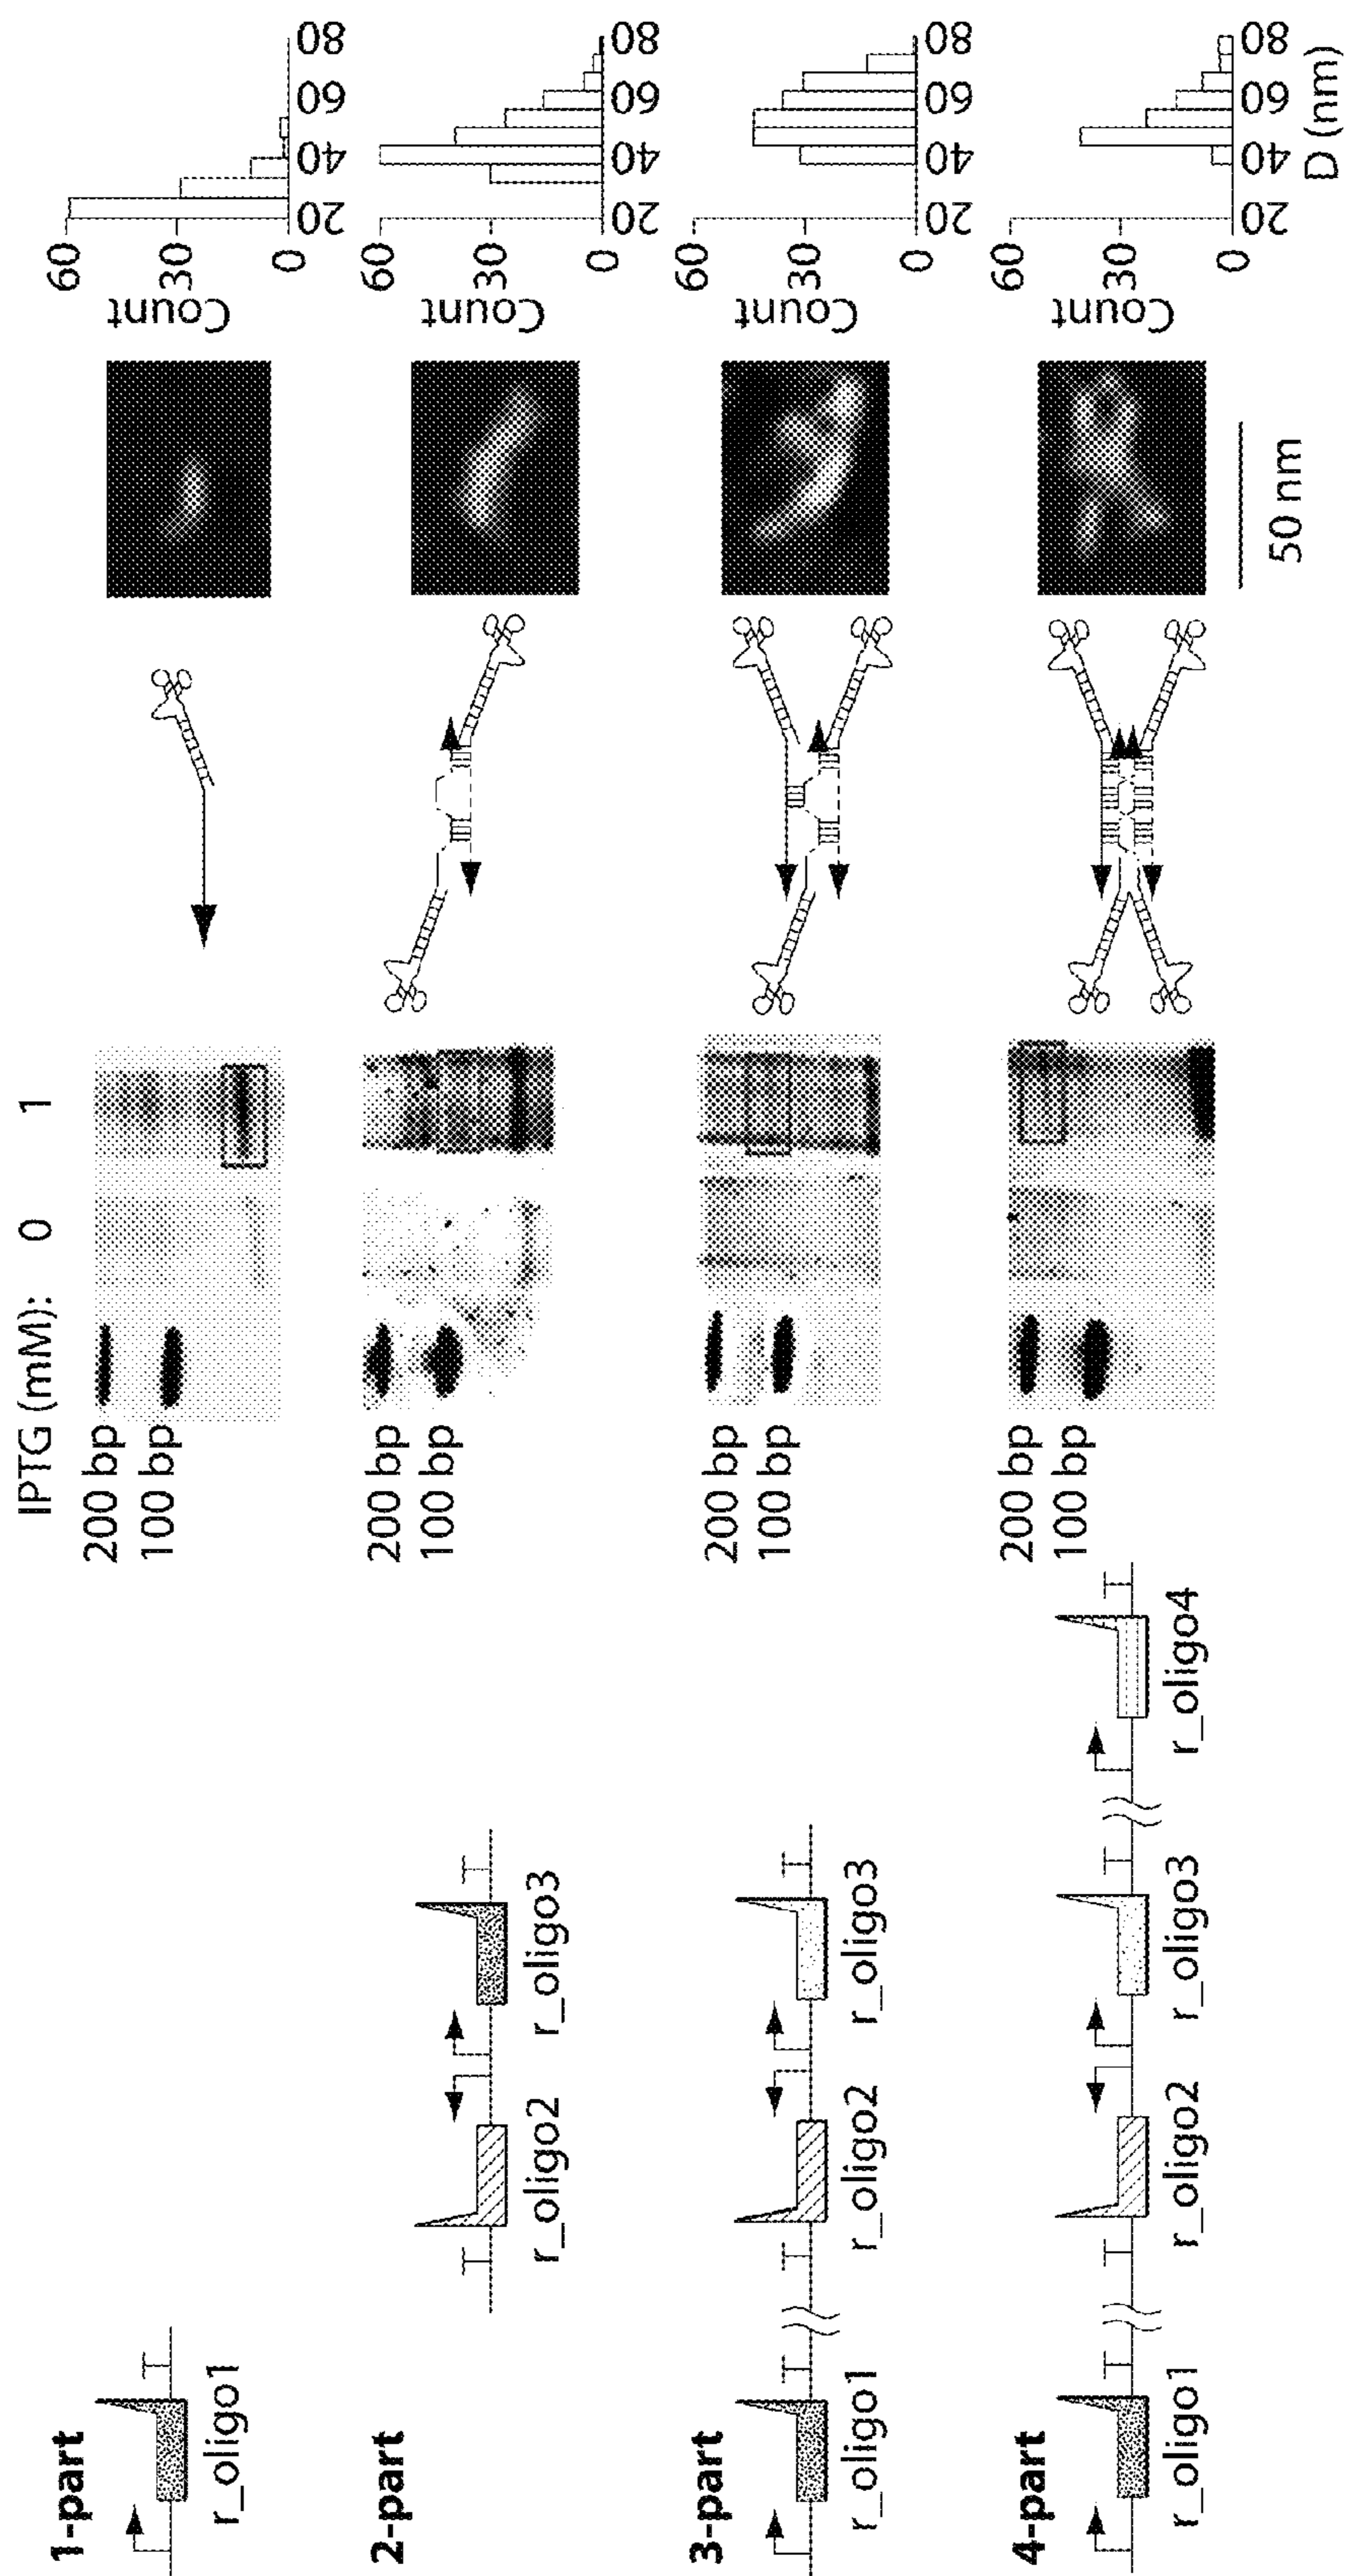 IPTG (mM): 0 1
1-part
r_oligo1
200 bp
100 bp
Count
60
30
0
20 40 60 80
2-part
r_oligo2 r_oligo3
200 bp
100 bp
Count
60
30
0
20 40 60 80
3-part
r_oligo1 r_oligo2 r_oligo3
200 bp
100 bp
Count
60
30
0
20 40 60 80
4-part
r_oligo1 r_oligo2 r_oligo3 r_oligo4
200 bp
100 bp
50 nm
Count
60
30
0
20 40 60 80
D (nm)